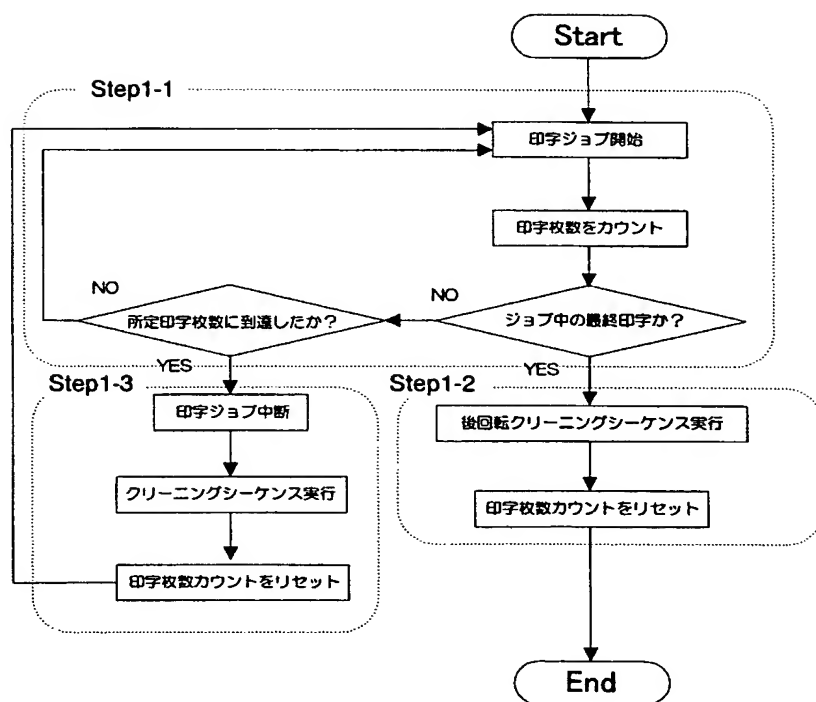 Start
Step1-1
印字ジョブ開始
印字枚数をカウント
NO
NO
所定印字枚数に到達したか?
ジョブ中の最終印字か?
YES
YES
Step1-3
Step1-2
印字ジョブ中断
後回転クリーニングシーケンス実行
クリーニングシーケンス実行
印字枚数カウントをリセット
印字枚数カウントをリセット
End